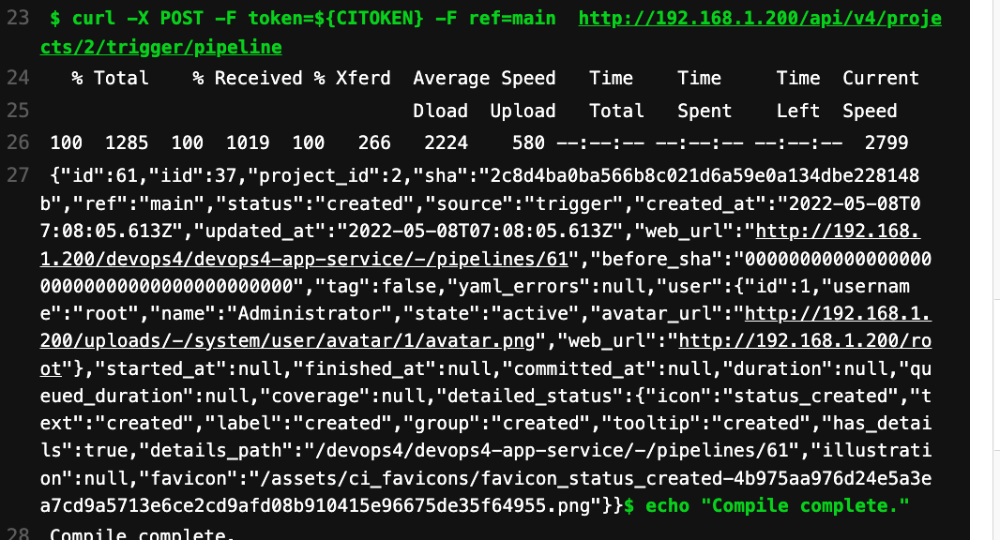 23 $ curl -X POST -F token=${CITOKEN} -F ref=main  http://192.168.1.200/api/v4/proje
cts/2/trigger/pipeline
24   % Total    % Received % Xferd  Average Speed   Time    Time     Time  Current
25                                  Dload  Upload   Total   Spent    Left  Speed
26 100  1285  100  1019  100   266   2224    580 --:--:-- --:--:-- --:--:--  2799
27 {"id":61,"iid":37,"project_id":2,"sha":"2c8d4ba0ba566b8c021d6a59e0a134dbe228148
b","ref":"main","status":"created","source":"trigger","created_at":"2022-05-08T0
7:08:05.613Z","updated_at":"2022-05-08T07:08:05.613Z","web_url":"http://192.168.
1.200/devops4/devops4-app-service/-/pipelines/61","before_sha":"00000000000000000
00000000000000000000000","tag":false,"yaml_errors":null,"user":{"id":1,"usernam
e":"root","name":"Administrator","state":"active","avatar_url":"http://192.168.1.
200/uploads/-/system/user/avatar/1/avatar.png","web_url":"http://192.168.1.200/ro
ot"},"started_at":null,"finished_at":null,"committed_at":null,"duration":null,"qu
eued_duration":null,"coverage":null,"detailed_status":{"icon":"status_created","t
ext":"created","label":"created","group":"created","tooltip":"created","has_detai
ls":true,"details_path":"/devops4/devops4-app-service/-/pipelines/61","illustrati
on":null,"favicon":"/assets/ci_favicons/favicon_status_created-4b975aa976d24e5a3e
a7cd9a5713e6ce2cd9afd08b910415e96675de35f64955.png"}}$ echo "Compile complete."
28 Compile complete.